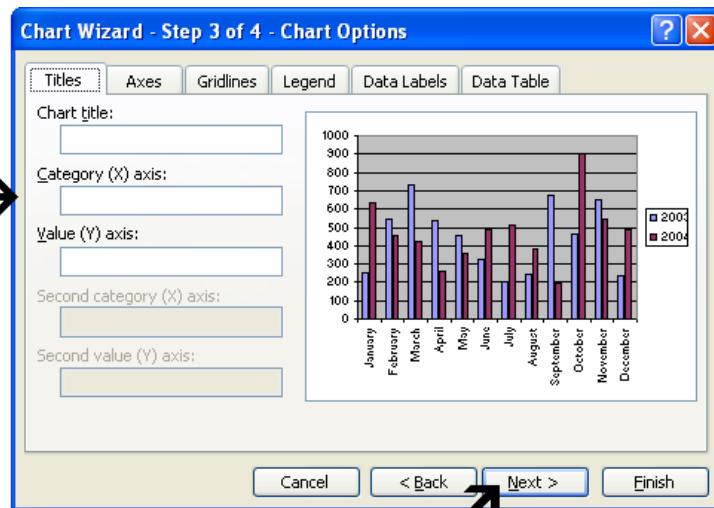 Chart Wizard - Step 3 of 4 - Chart Options
Titles Axes Gridlines Legend Data Labels Data Table
Chart title:
Category (X) axis:
Value (Y) axis:
Second category (X) axis:
Second value (Y) axis:
1000
900
800
700
600
500
400
300
200
100
0
January February March April May June July August September October November December
2003
2004
Cancel < Back Next > Finish